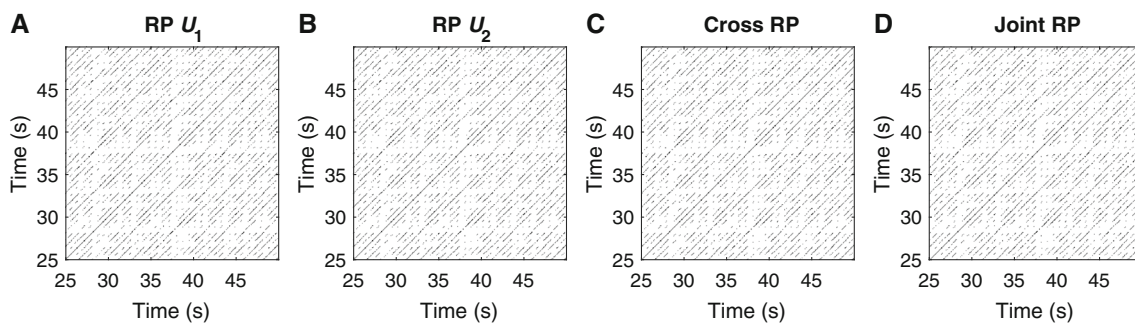 A RP U1 B RP U2 C Cross RP D Joint RP
45 45 45 45
40 40 40 40
Time (s) Time (s) Time (s) Time (s)
35 35 35 35
30 30 30 30
25 25 25 25
25 30 35 40 45 25 30 35 40 45 25 30 35 40 45 25 30 35 40 45
Time (s) Time (s) Time (s) Time (s)